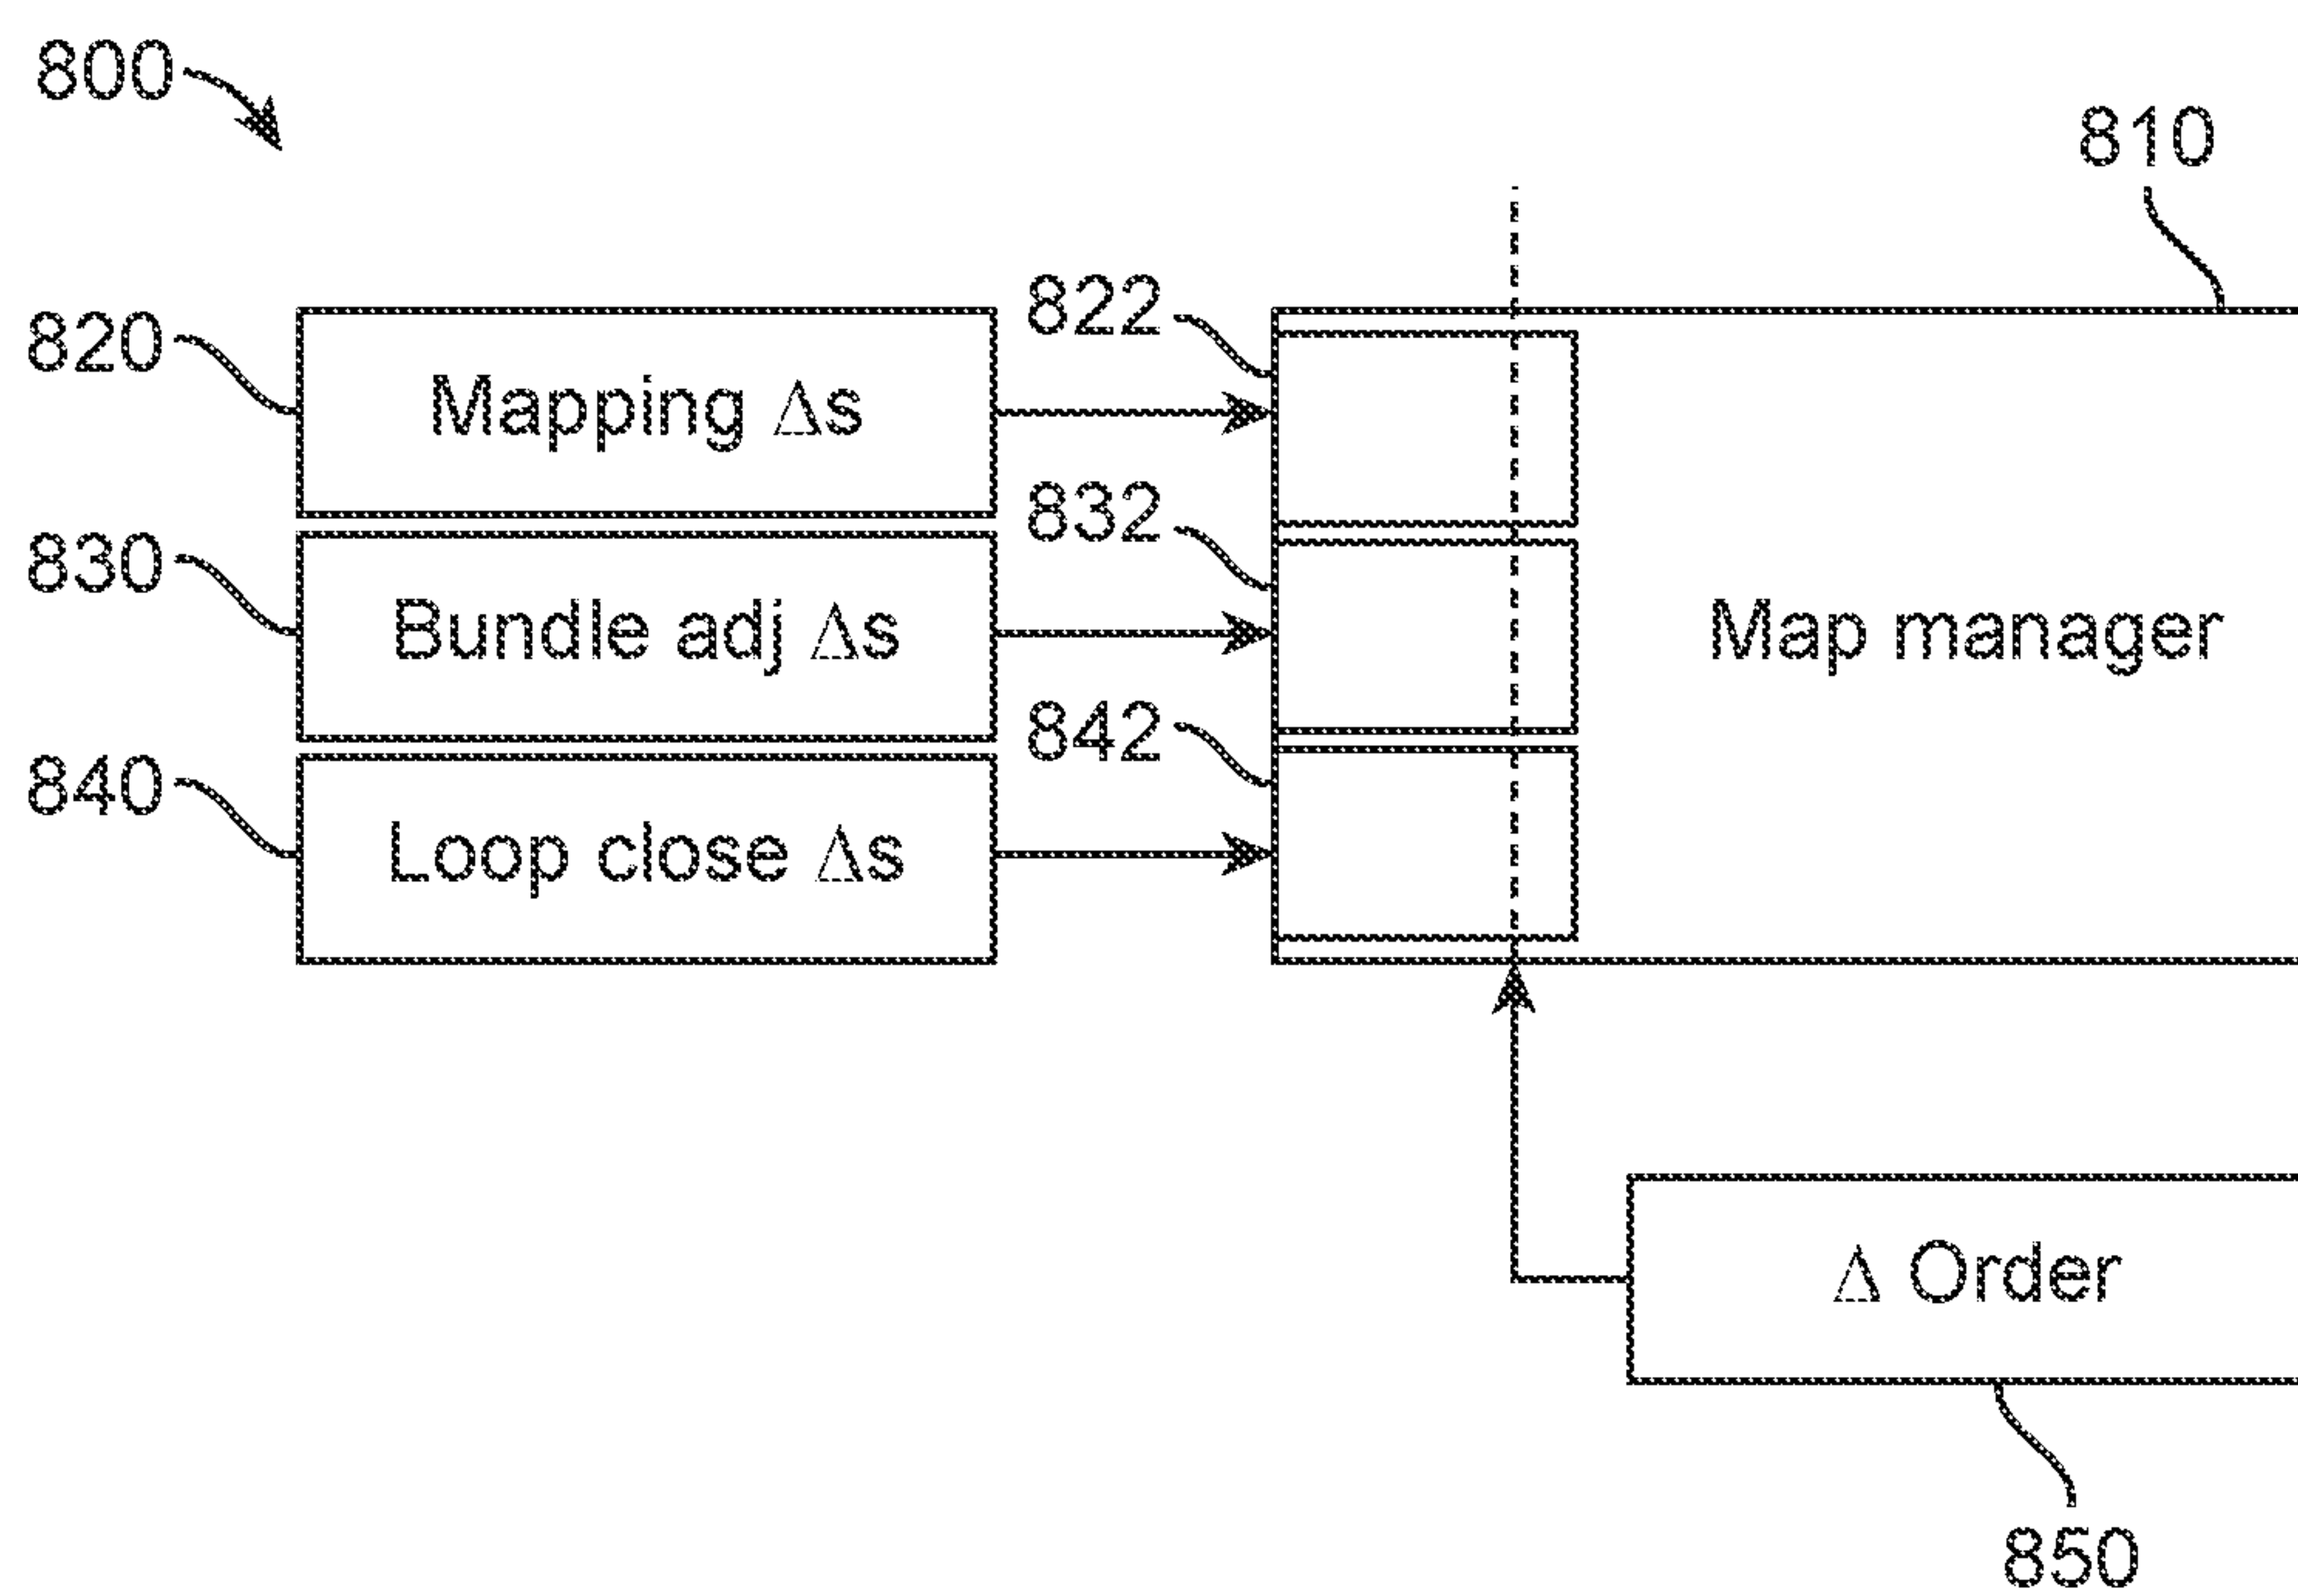 800
810
822
820
Mapping Δs
832
830
Bundle adj Δs
Map manager
842
840
Loop close Δs
Δ Order
850